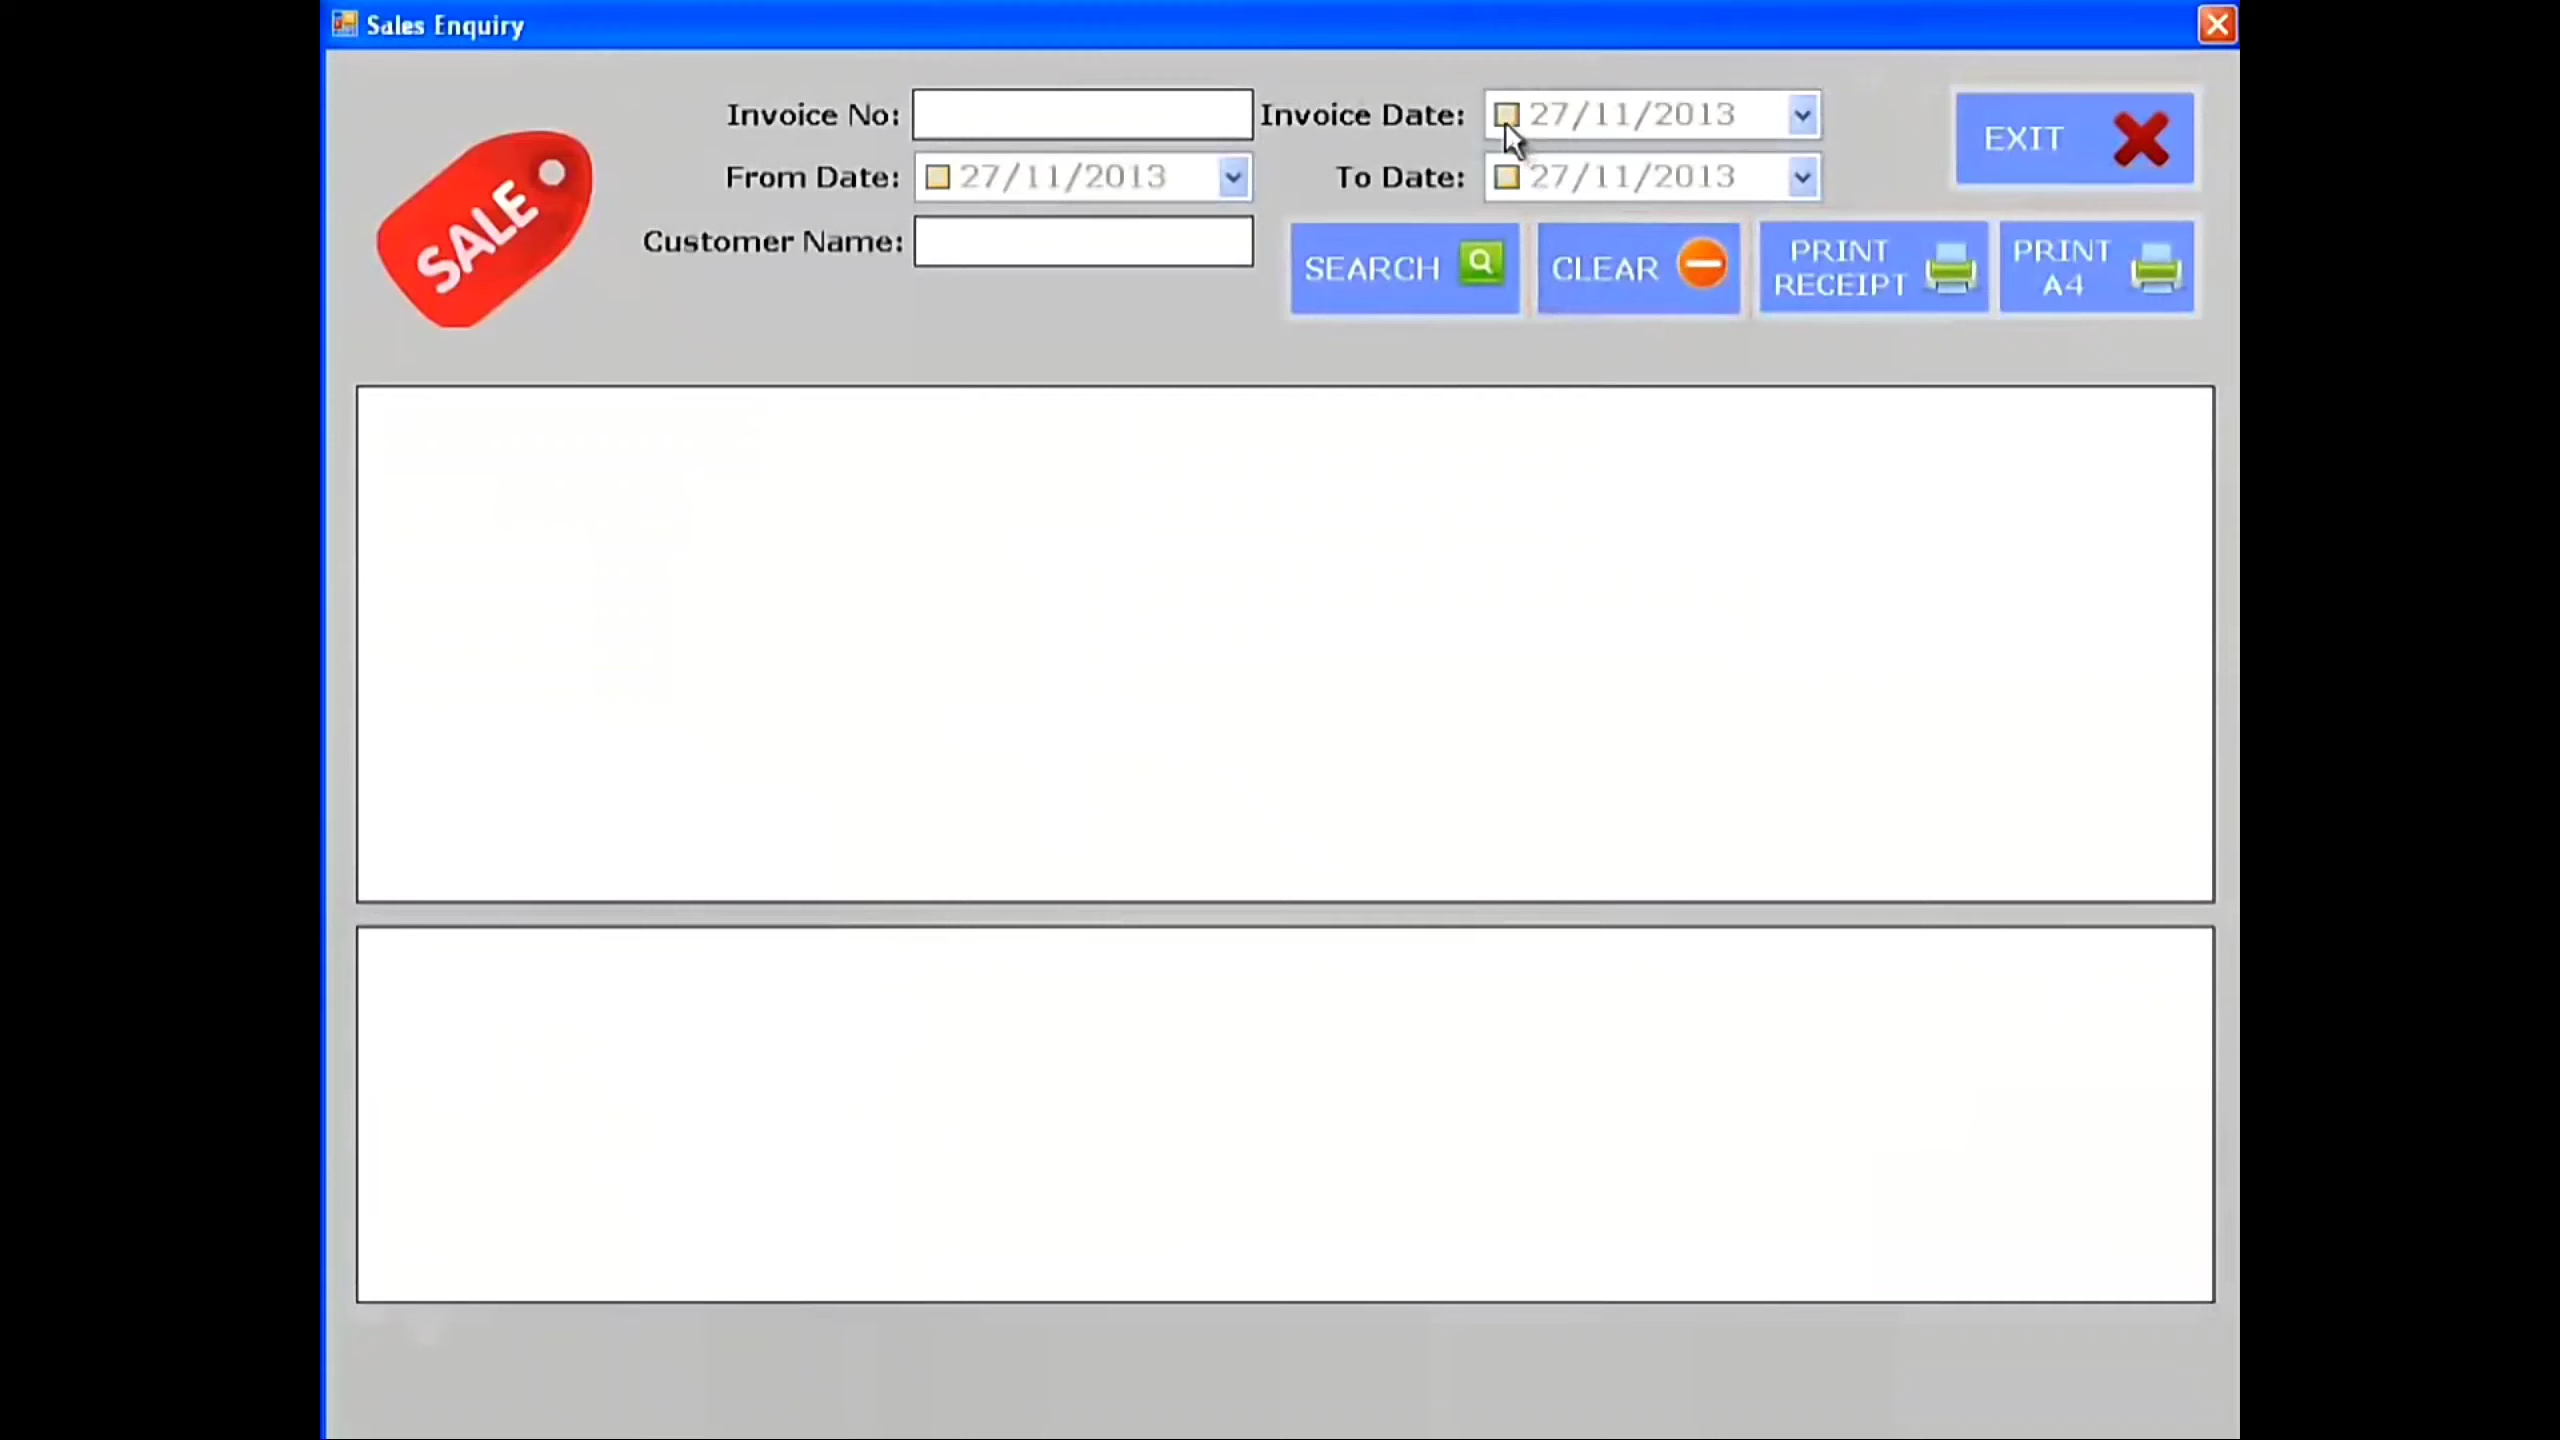 Sales Enquiry
Invoice No:
Invoice Date: 27/11/2013
EXIT
From Date: 27/11/2013
To Date: 27/11/2013
SALE
Customer Name:
SEARCH
CLEAR
PRINT
RECEIPT
PRINT
A4